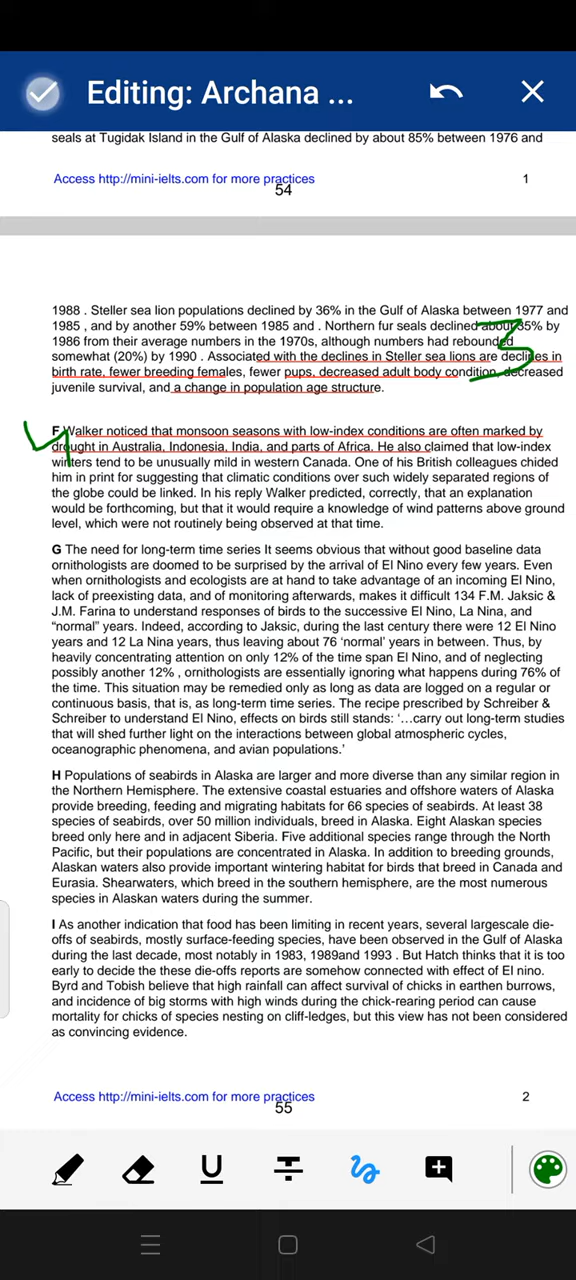 Editing: Archana ...
seals at Tugidak Island in the Gulf of Alaska declined by about 85% between 1976 and
Access http://mini-ielts.com for more practices 1
54
1988 . Steller sea lion populations declined by 36% in the Gulf of Alaska between 1977 and
1985 , and by another 59% between 1985 and . Northern fur seals declined about 35% by
1986 from their average numbers in the 1970s, although numbers had rebounded
somewhat (20%) by 1990 . Associated with the declines in Steller sea lions are declines in
birth rate, fewer breeding females, fewer pups, decreased adult body condition, decreased
juvenile survival, and a change in population age structure.
3
4
F Walker noticed that monsoon seasons with low-index conditions are often marked by
drought in Australia, Indonesia, India, and parts of Africa. He also claimed that low-index
winters tend to be unusually mild in western Canada. One of his British colleagues chided
him in print for suggesting that climatic conditions over such widely separated regions of
the globe could be linked. In his reply Walker predicted, correctly, that an explanation
would be forthcoming, but that it would require a knowledge of wind patterns above ground
level, which were not routinely being observed at that time.
G The need for long-term time series It seems obvious that without good baseline data
ornithologists are doomed to be surprised by the arrival of El Nino every few years. Even
when ornithologists and ecologists are at hand to take advantage of an incoming El Nino,
lack of preexisting data, and of monitoring afterwards, makes it difficult 134 F.M. Jaksic &
J.M. Farina to understand responses of birds to the successive El Nino, La Nina, and
“normal” years. Indeed, according to Jaksic, during the last century there were 12 El Nino
years and 12 La Nina years, thus leaving about 76 ‘normal’ years in between. Thus, by
heavily concentrating attention on only 12% of the time span El Nino, and of neglecting
possibly another 12% , ornithologists are essentially ignoring what happens during 76% of
the time. This situation may be remedied only as long as data are logged on a regular or
continuous basis, that is, as long-term time series. The recipe prescribed by Schreiber &
Schreiber to understand El Nino, effects on birds still stands: ‘…carry out long-term studies
that will shed further light on the interactions between global atmospheric cycles,
oceanographic phenomena, and avian populations.’
H Populations of seabirds in Alaska are larger and more diverse than any similar region in
the Northern Hemisphere. The extensive coastal estuaries and offshore waters of Alaska
provide breeding, feeding and migrating habitats for 66 species of seabirds. At least 38
species of seabirds, over 50 million individuals, breed in Alaska. Eight Alaskan species
breed only here and in adjacent Siberia. Five additional species range through the North
Pacific, but their populations are concentrated in Alaska. In addition to breeding grounds,
Alaskan waters also provide important wintering habitat for birds that breed in Canada and
Eurasia. Shearwaters, which breed in the southern hemisphere, are the most numerous
species in Alaskan waters during the summer.
I As another indication that food has been limiting in recent years, several largescale die-
offs of seabirds, mostly surface-feeding species, have been observed in the Gulf of Alaska
during the last decade, most notably in 1983, 1989and 1993 . But Hatch thinks that it is too
early to decide the these die-offs reports are somehow connected with effect of El nino.
Byrd and Tobish believe that high rainfall can affect survival of chicks in earthen burrows,
and incidence of big storms with high winds during the chick-rearing period can cause
mortality for chicks of species nesting on cliff-ledges, but this view has not been considered
as convincing evidence.
Access http://mini-ielts.com for more practices 2
55